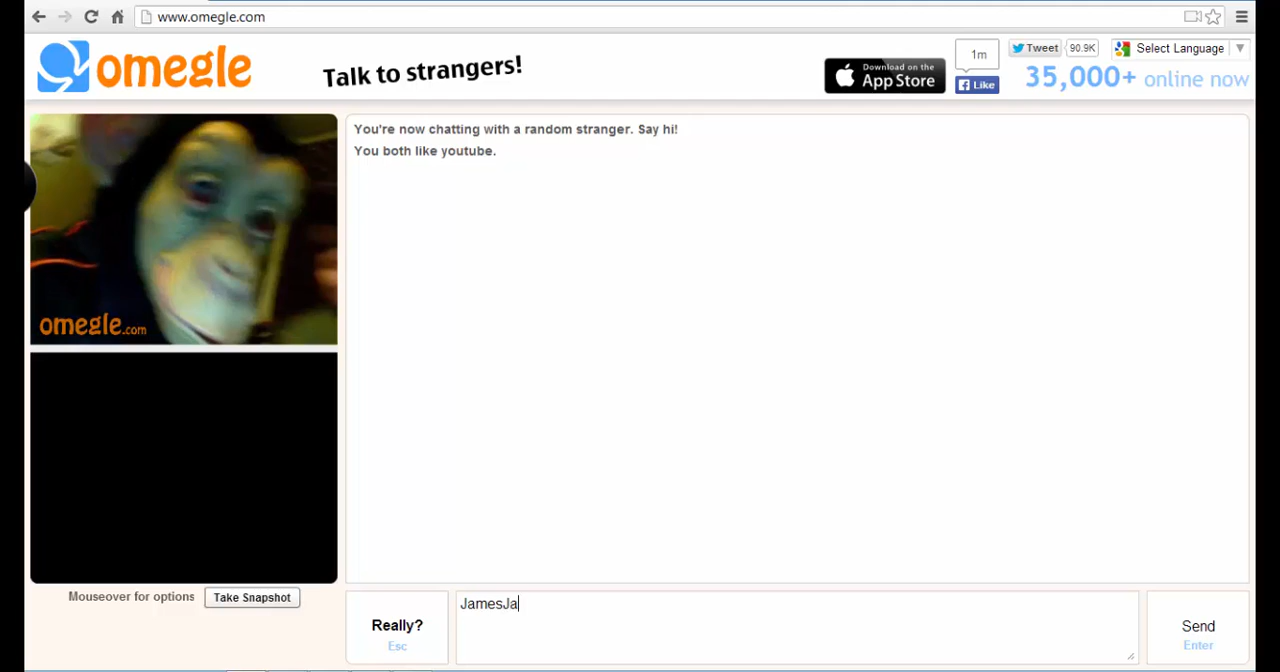 www.omegle.com
omegle
Talk to strangers!
Download on the
App Store
1m
Like
Tweet
90.9K
Select Language
35,000+ online now
You're now chatting with a random stranger. Say hi!
You both like youtube.
omegle.com
Mouseover for options
Take Snapshot
Really?
Esc
JamesJa
Send
Enter